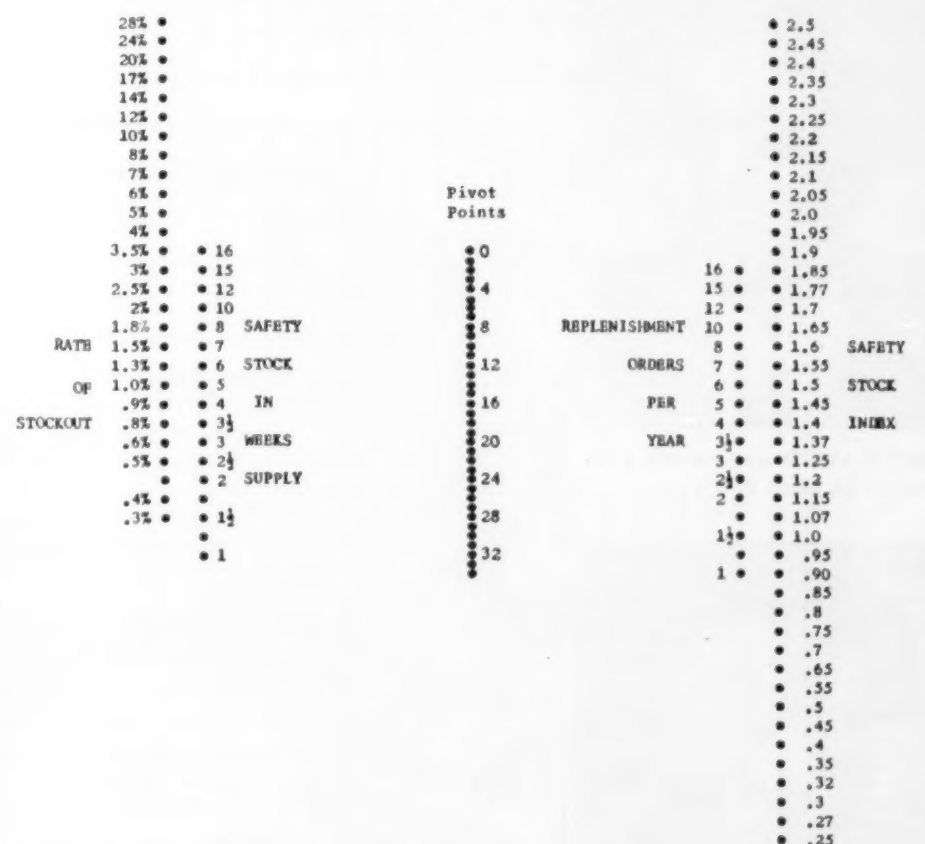 28% 2.5
24% 2.45
20% 2.4
17% 2.35
14% 2.3
12% 2.25
10% 2.2
8% 2.15
7% 2.1
6% Pivot 2.05
5% Points 2.0
4% 1.95
3.5% 16 0 1.9
3% 15 16 1.85
2.5% 12 4 15 1.77
2% 10 12 1.7
1.8% 8 SAFETY 8 REPLENISHMENT 10 1.65
RATE 1.5% 7 8 1.6 SAFETY
1.3% 6 STOCK 12 ORDERS 7 1.55
OF 1.0% 5 6 1.5 STOCK
.9% 4 IN 16 PER 5 1.45
STOCKOUT .8% 3½ 4 1.4 INDEX
.6% 3 WEEKS 20 YEAR 3½ 1.37
.5% 2½ 3 1.25
2 SUPPLY 24 2½ 1.2
.4% 2 1.15
.3% 1½ 28 1.07
1½ 1.0
1 32 .95
1 .90
.85
.8
.75
.7
.65
.55
.5
.45
.4
.35
.32
.3
.27
.25